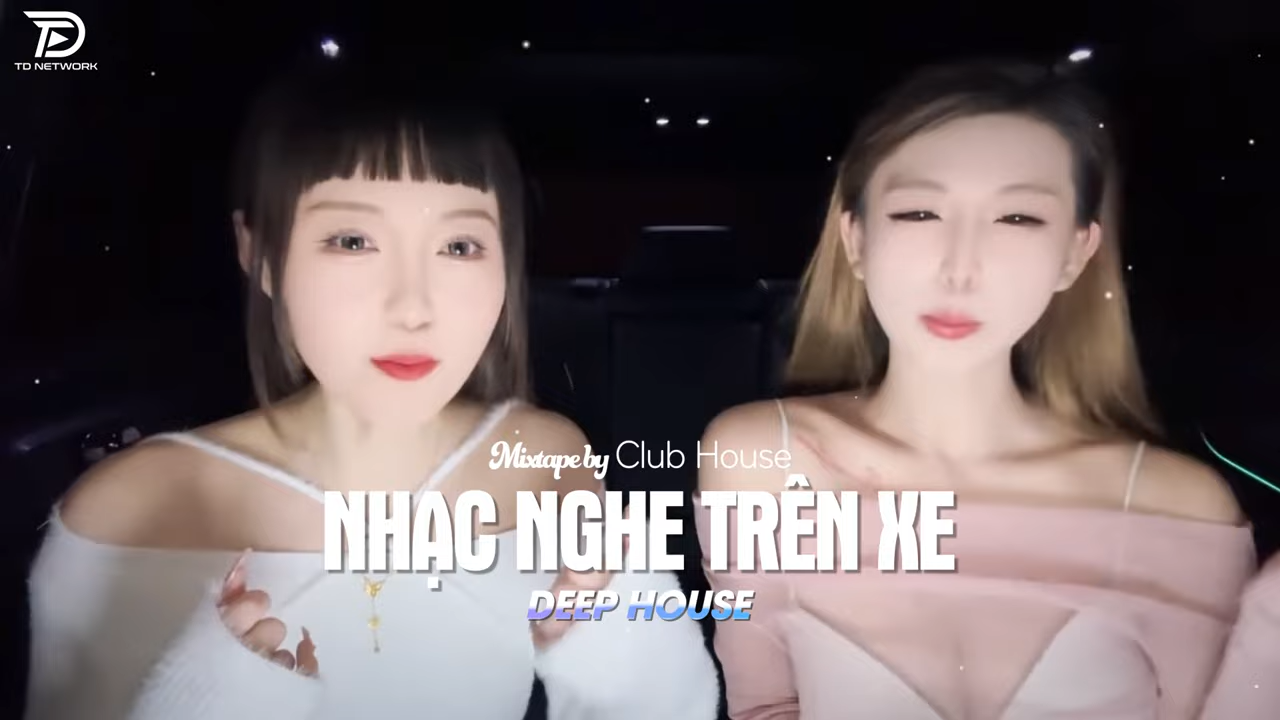 TD NETWORK
Mixtape by Club House
NHẠC NGHE TRÊN XE
DEEP HOUSE